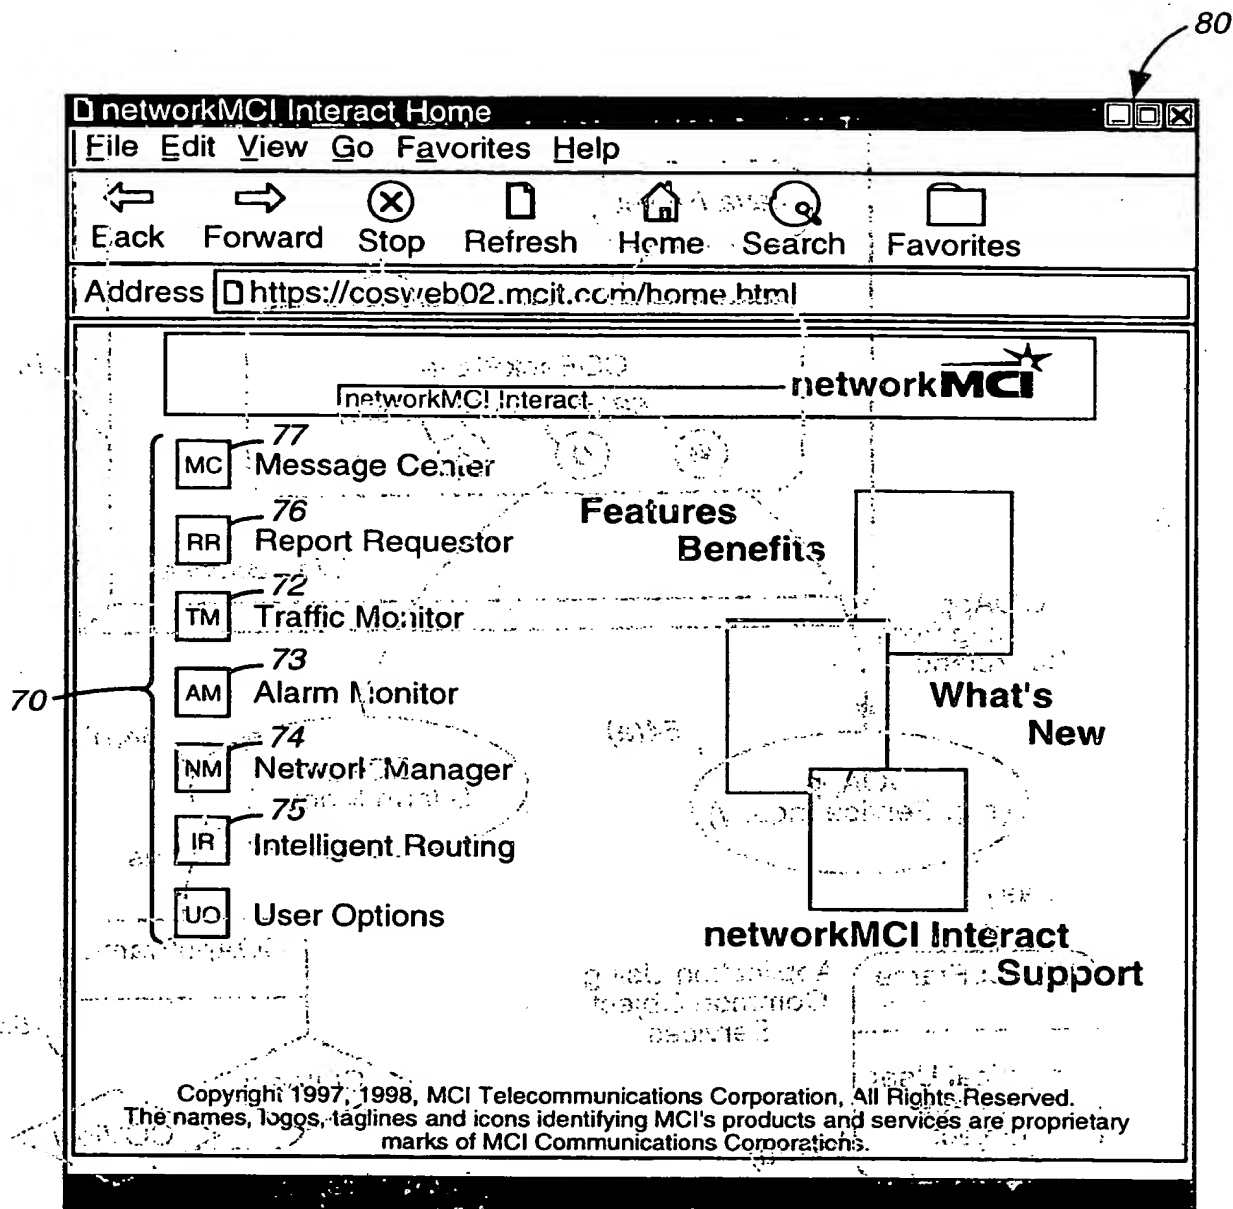 80
networkMCI Interact Home
File Edit View Go Favorites Help
Back Forward Stop Refresh Home Search Favorites
Address https://cosweb02.mcit.com/home.html
networkMCI
networkMCI Interact
77
MC Message Center
76
RR Report Requestor
72
TM Traffic Monitor
73
AM Alarm Monitor
70
74
NM Network Manager
75
IR Intelligent Routing
UO User Options
Features
Benefits
What's
New
networkMCI Interact
Support
Copyright 1997, 1998, MCI Telecommunications Corporation, All Rights Reserved.
The names, logos, taglines and icons identifying MCI's products and services are proprietary
marks of MCI Communications Corporations.